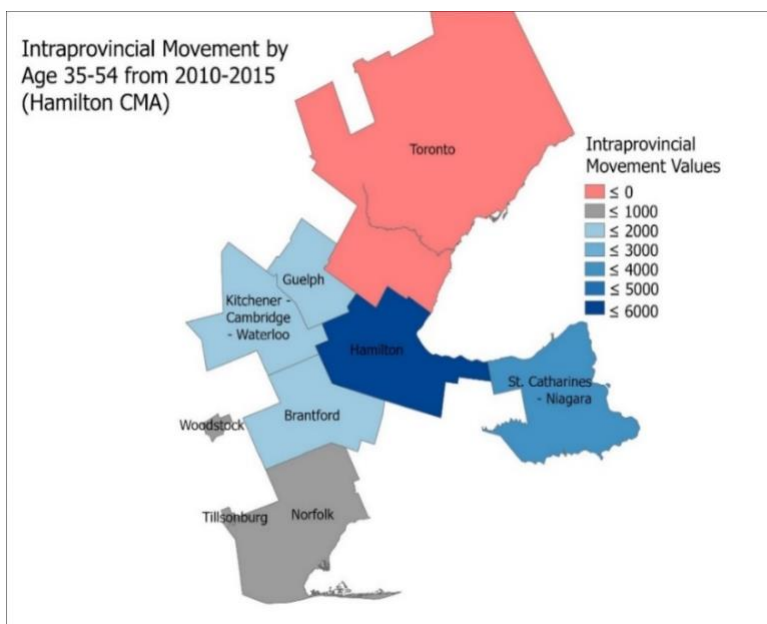 Intraprovincial Movement by
Age 35-54 from 2010-2015
(Hamilton CMA)
Toronto
Intraprovincial
Movement Values
≤ 0
≤ 1000
≤ 2000
≤ 3000
≤ 4000
≤ 5000
≤ 6000
Guelph
Kitchener -
Cambridge
- Waterloo
Hamilton
St. Catharines
- Niagara
Brantford
Woodstock
Tillsonburg
Norfolk